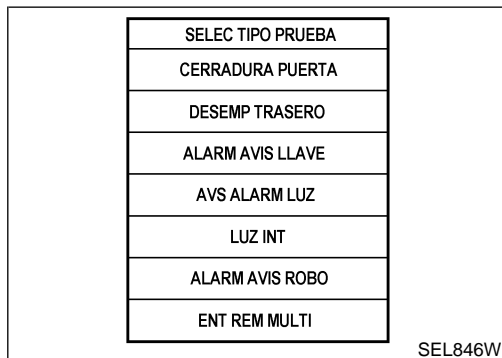 SELEC TIPO PRUEBA
CERRADURA PUERTA
DESEMP TRASERO
ALARM AVIS LLAVE
AVS ALARM LUZ
LUZ INT
ALARM AVIS ROBO
ENT REM MULTI
SEL846W